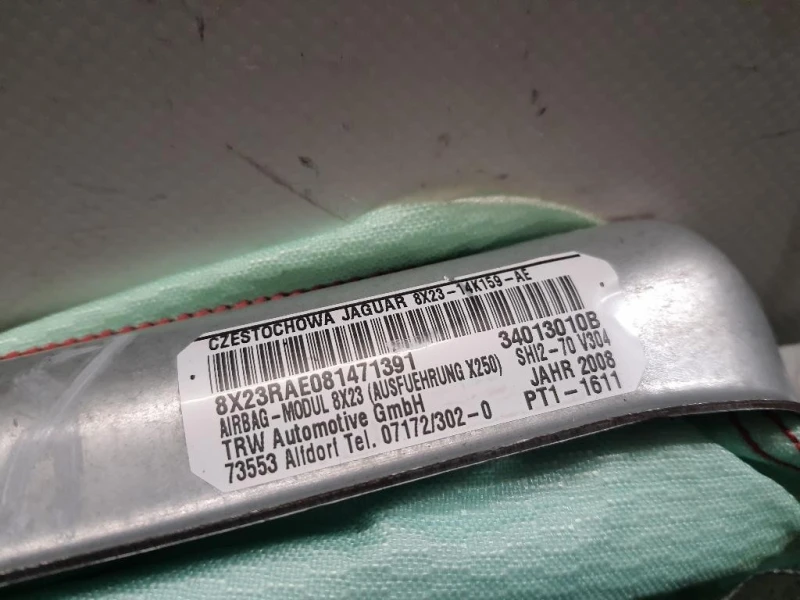 CZESTOCHOWA JAGUAR 8X23-14K159-AE
8X23RAE081471391 34013010B
AIRBAG-MODUL 8X23 (AUSFUEHRUNG X250) SHI2-70 V304
TRW Automotive GmbH JAHR 2008
73553 Alfdorf Tel. 07172/302-0 PT1-1611